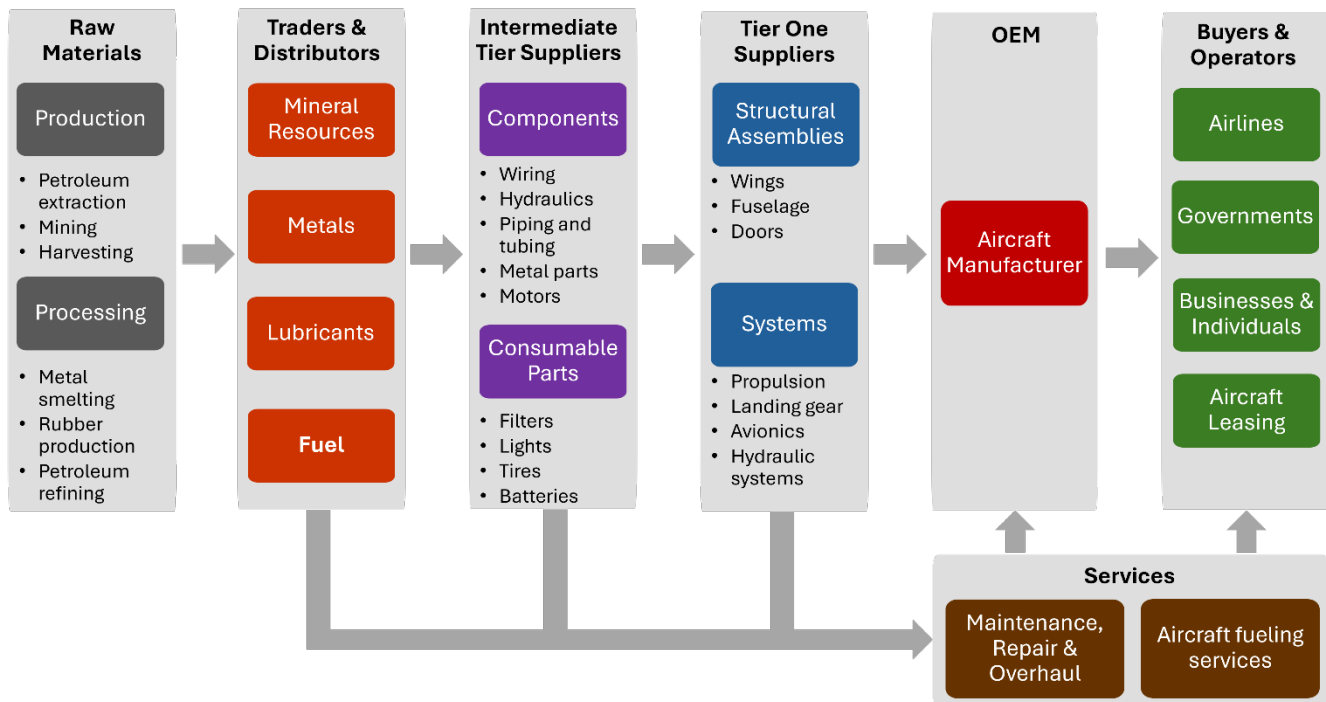 Raw
Materials
Production
• Petroleum
extraction
• Mining
• Harvesting
Processing
• Metal
smelting
• Rubber
production
• Petroleum
refining
Traders &
Distributors
Mineral
Resources
Metals
Lubricants
Fuel
Intermediate
Tier Suppliers
Components
• Wiring
• Hydraulics
• Piping and
tubing
• Metal parts
• Motors
Consumable
Parts
• Filters
• Lights
• Tires
• Batteries
Tier One
Suppliers
Structural
Assemblies
• Wings
• Fuselage
• Doors
Systems
• Propulsion
• Landing gear
• Avionics
• Hydraulic
systems
OEM
Aircraft
Manufacturer
Buyers &
Operators
Airlines
Governments
Businesses &
Individuals
Aircraft
Leasing
Services
Maintenance,
Repair &
Overhaul
Aircraft fueling
services